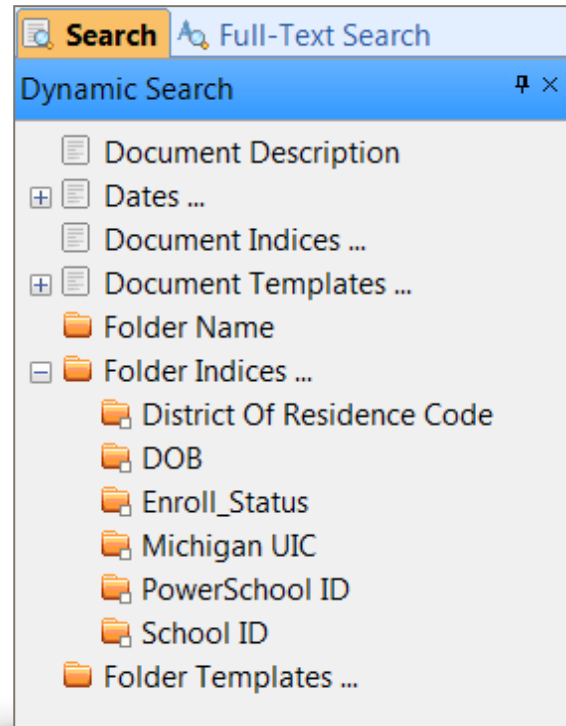 Search Full-Text Search
Dynamic Search
Document Description
Dates ...
Document Indices ...
Document Templates ...
Folder Name
Folder Indices ...
District Of Residence Code
DOB
Enroll_Status
Michigan UIC
PowerSchool ID
School ID
Folder Templates ...